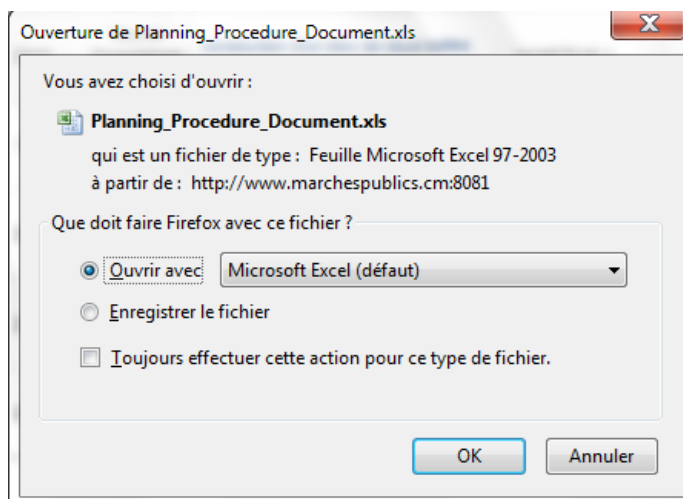 Ouverture de Planning_Procedure_Document.xls
Vous avez choisi d'ouvrir :
Planning_Procedure_Document.xls
qui est un fichier de type : Feuille Microsoft Excel 97-2003
à partir de : http://www.marchespublics.cm:8081
Que doit faire Firefox avec ce fichier ?
Ouvrir avec Microsoft Excel (défaut)
Enregistrer le fichier
Toujours effectuer cette action pour ce type de fichier.
OK Annuler